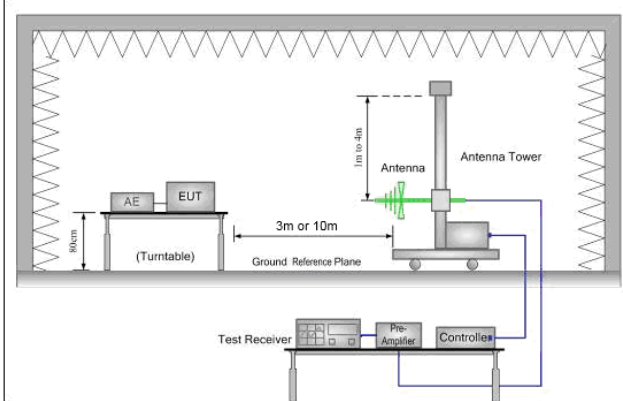 1m to 4m
Antenna
Antenna Tower
AE
EUT
80cm
(Turntable)
3m or 10m
Ground Reference Plane
Test Receiver
Pre-
Amplifier
Controller